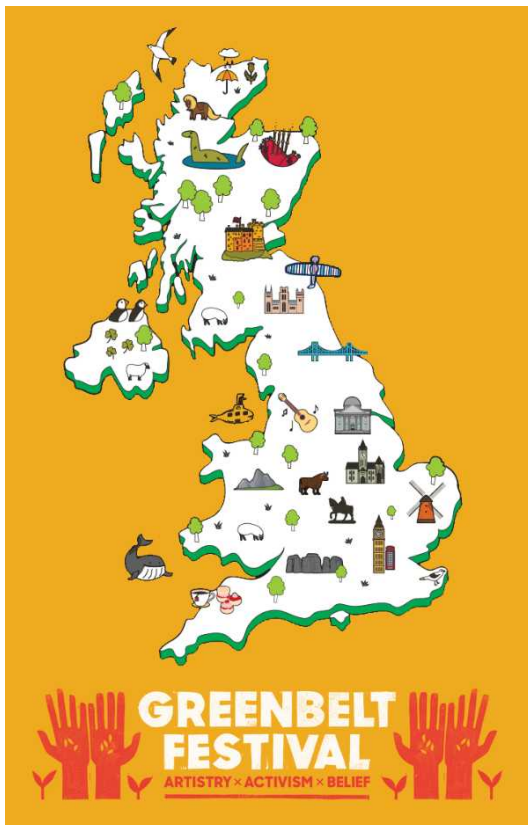 GREENBELT
FESTIVAL
ARTISTRY × ACTIVISM × BELIEF